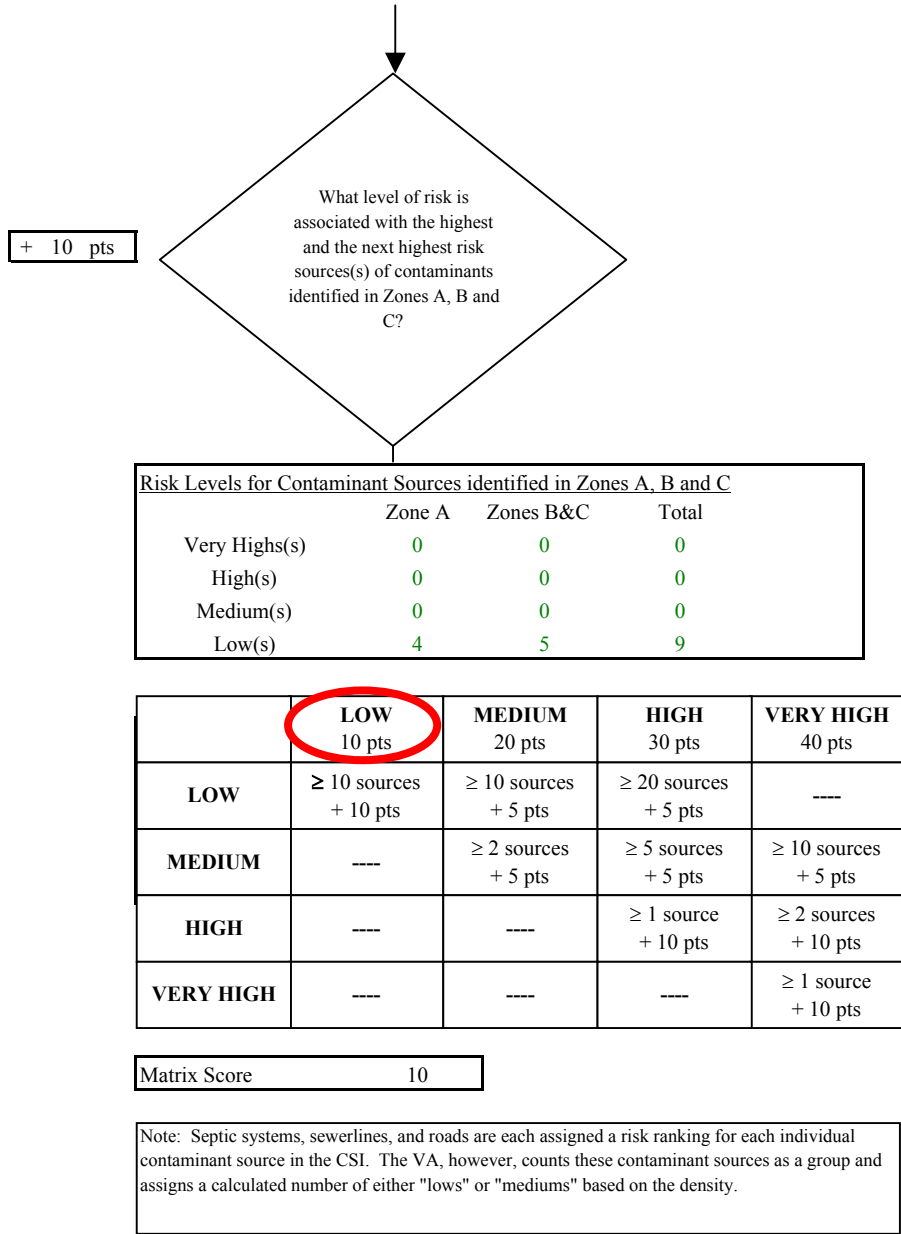 What level of risk is
associated with the highest
and the next highest risk
sources(s) of contaminants
identified in Zones A, B and
C?
+ 10 pts
Risk Levels for Contaminant Sources identified in Zones A, B and C
Zone A Zones B&C Total
Very Highs(s) 0 0 0
High(s) 0 0 0
Medium(s) 0 0 0
Low(s) 4 5 9
LOW MEDIUM HIGH VERY HIGH
10 pts 20 pts 30 pts 40 pts
LOW ≥ 10 sources ≥ 10 sources ≥ 20 sources ----
+ 10 pts + 5 pts + 5 pts
MEDIUM ---- ≥ 2 sources ≥ 5 sources ≥ 10 sources
+ 5 pts + 5 pts + 5 pts
HIGH ---- ---- ≥ 1 source ≥ 2 sources
+ 10 pts + 10 pts
VERY HIGH ---- ---- ---- ≥ 1 source
+ 10 pts
Matrix Score 10
Note: Septic systems, sewerlines, and roads are each assigned a risk ranking for each individual
contaminant source in the CSI. The VA, however, counts these contaminant sources as a group and
assigns a calculated number of either "lows" or "mediums" based on the density.